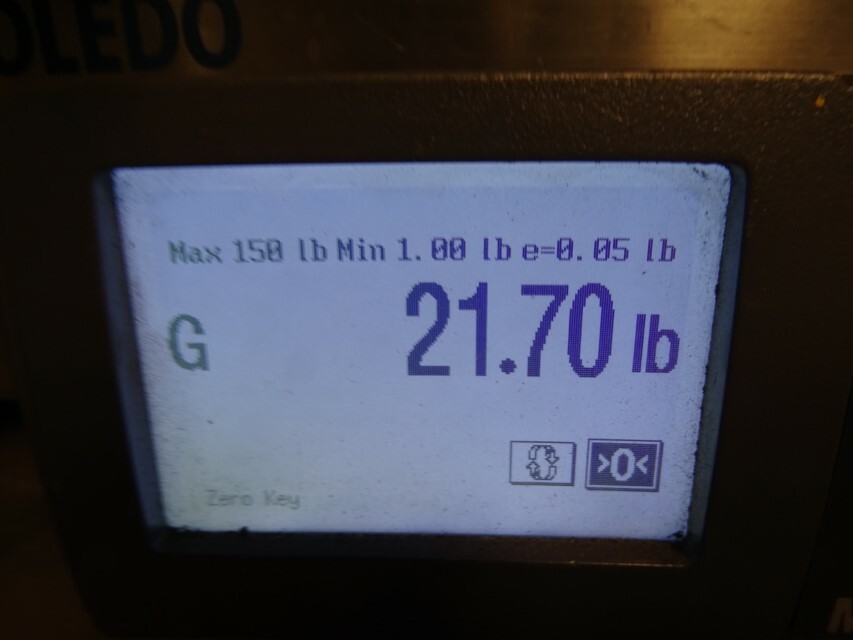 OLEDO
Max 150 lb Min 1.00 lb e=0.05 lb
G 21.70 lb
>0<
Zero Key